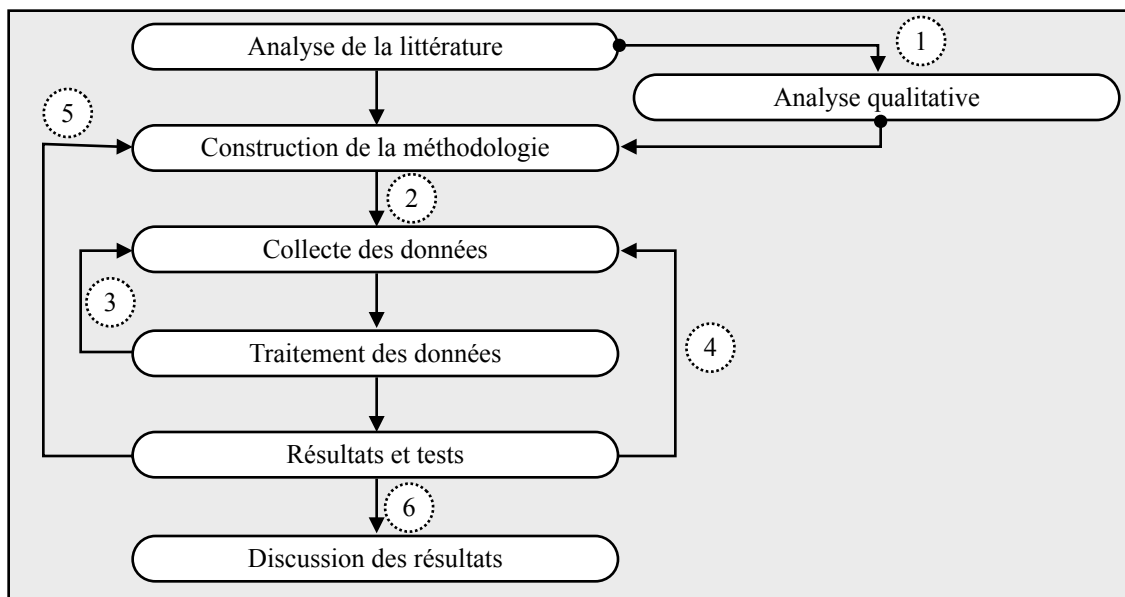 Analyse de la littérature
1
Analyse qualitative
5
Construction de la méthodologie
2
Collecte des données
3
Traitement des données
4
Résultats et tests
6
Discussion des résultats